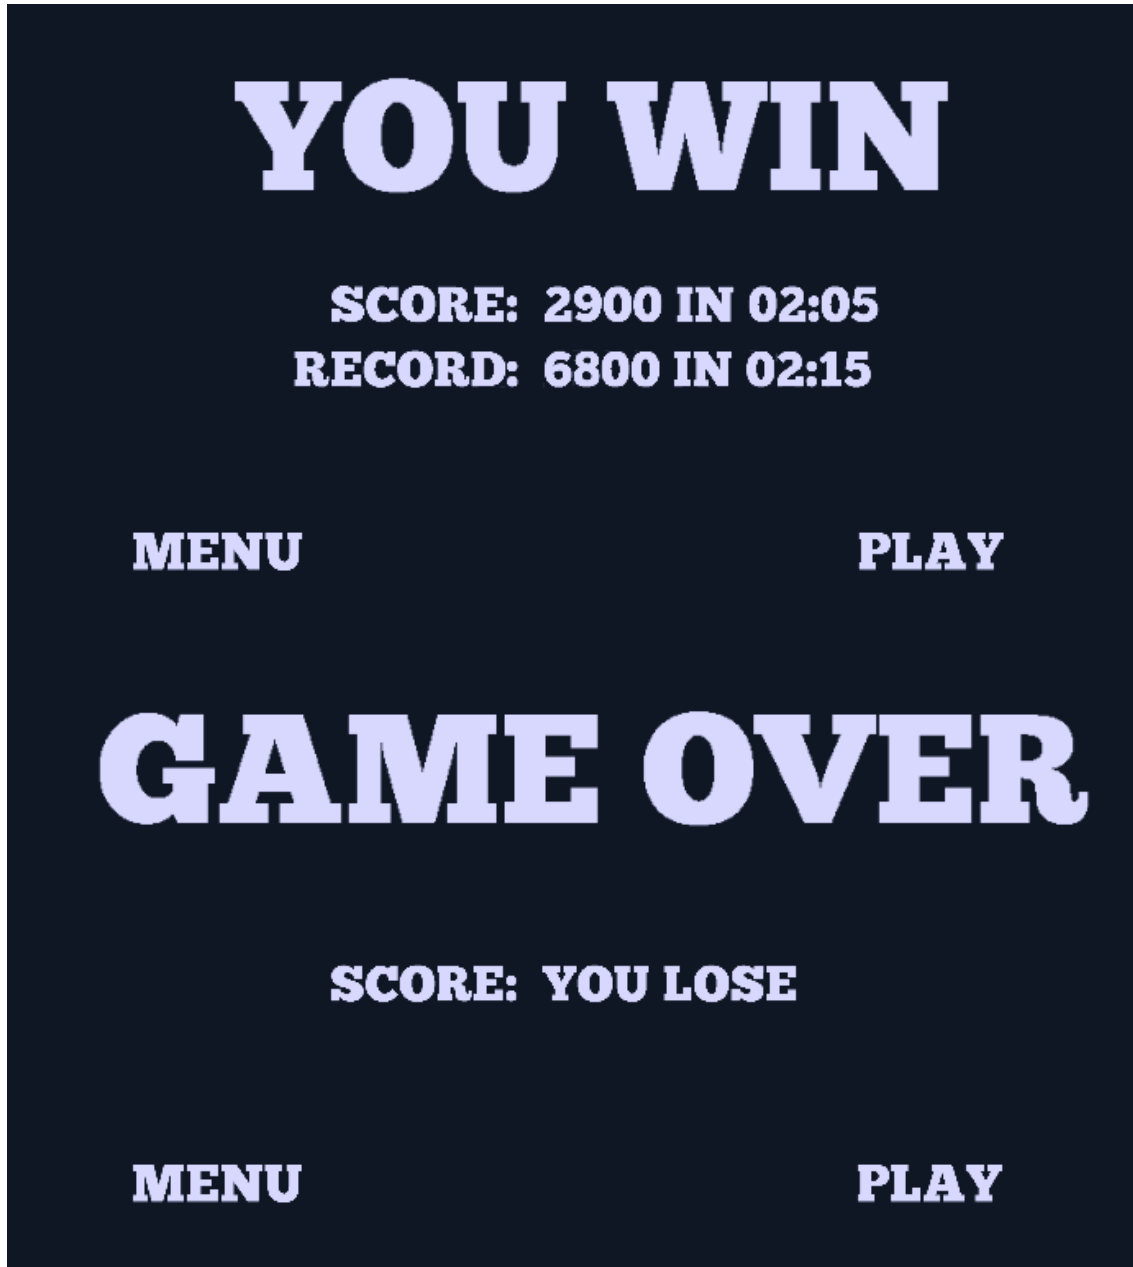 YOU WIN
SCORE: 2900 IN 02:05
RECORD: 6800 IN 02:15
MENU PLAY
GAME OVER
SCORE: YOU LOSE
MENU PLAY